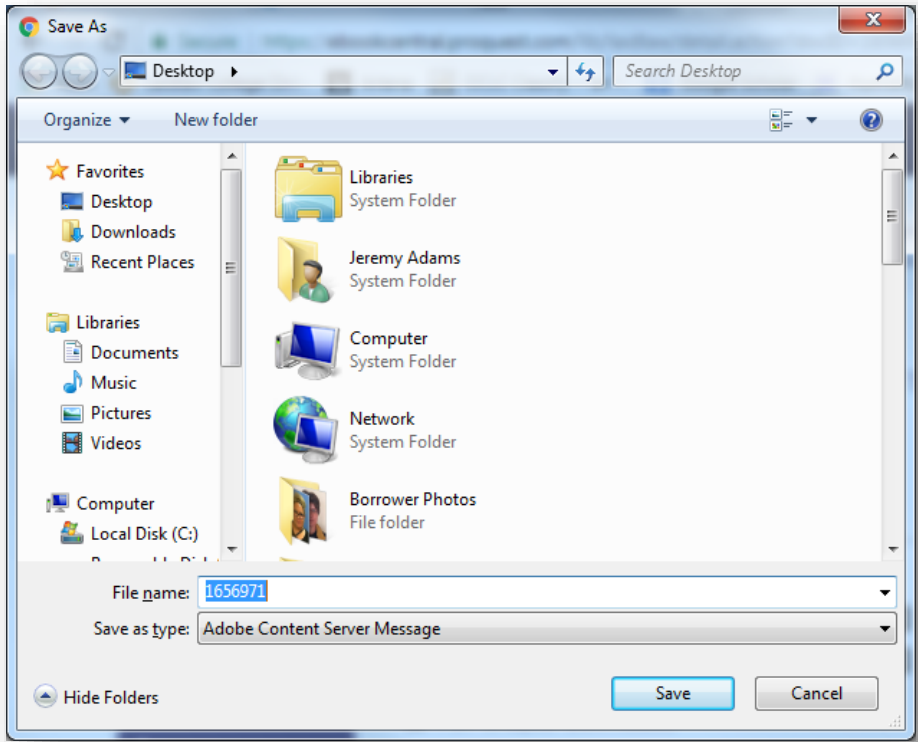 Save As
Desktop
Search Desktop
Organize
New folder
Favorites
Desktop
Downloads
Recent Places
Libraries
Documents
Music
Pictures
Videos
Computer
Local Disk (C:)
Libraries
System Folder
Jeremy Adams
System Folder
Computer
System Folder
Network
System Folder
Borrower Photos
File folder
File name: 1656971
Save as type: Adobe Content Server Message
Hide Folders
Save
Cancel